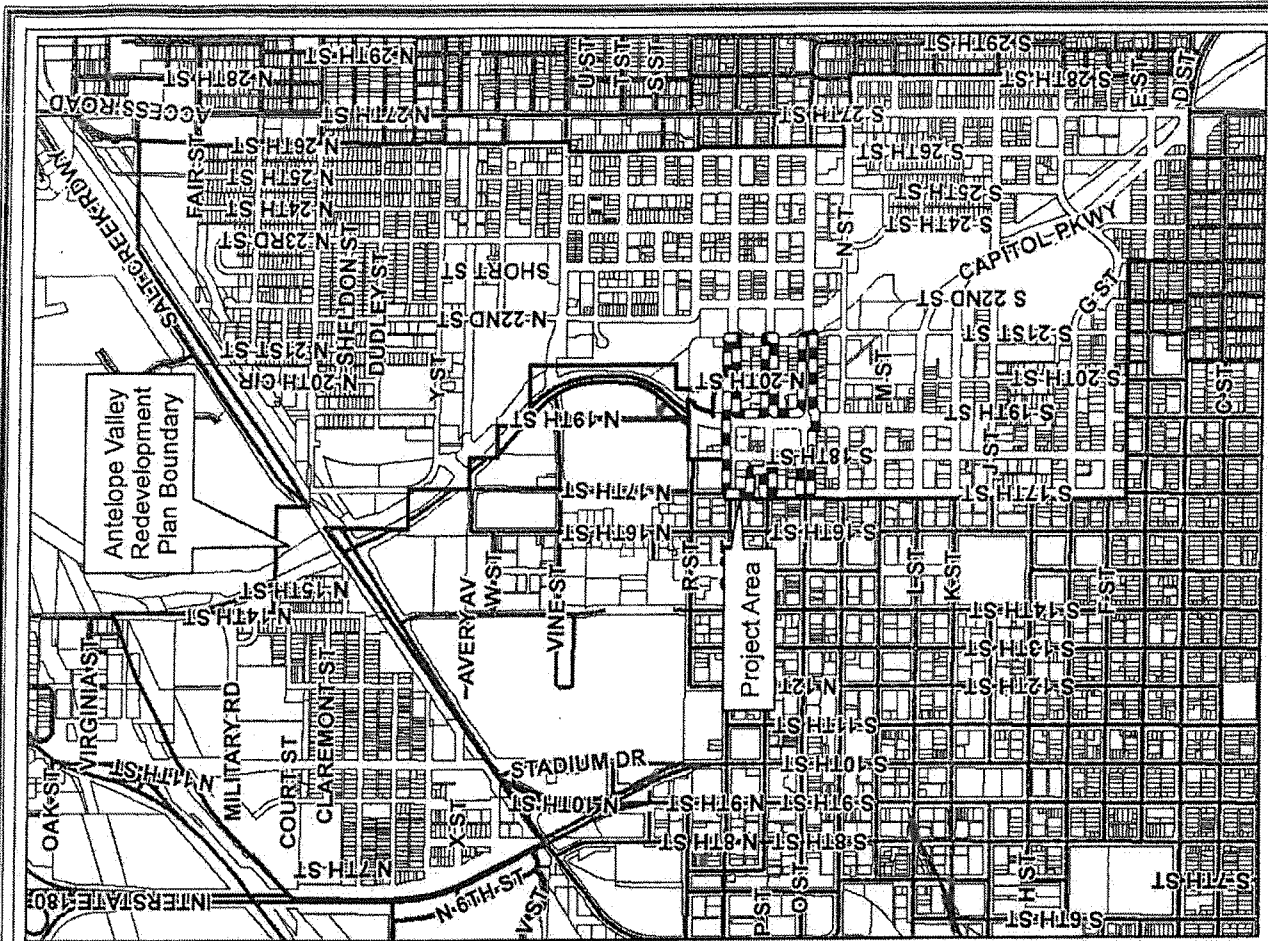 N 29TH ST
U ST
T ST
S ST
S 29TH ST
N 28TH ST
S 28TH ST
E ST
D ST
ACCESS ROAD
N 27TH ST
S 27TH ST
SALT CREEK RDWY
FAIR ST
N 26TH ST
S 26TH ST
N 25TH ST
S 25TH ST
N 24TH ST
S 24TH ST
N 23RD ST
N ST
CAPITOL PKWY
SHELDON ST
DUDLEY ST
SHORT ST
S 22ND ST
G ST
N 22ND ST
N 21ST ST
S 21ST ST
N 20TH CIR
Y ST
N 20TH ST
M ST
S 20TH ST
C ST
Antelope Valley
Redevelopment
Plan Boundary
N 19TH ST
S 19TH ST
S 18TH ST
J ST
N 17TH ST
S 17TH ST
N 16TH ST
S 16TH ST
N 15TH ST
W ST
R ST
L ST
K ST
F ST
N 14TH ST
AVERY AV
VINE ST
S 14TH ST
Project Area
VIRGINIA ST
S 13TH ST
MILITARY RD
CLAREMONT ST
N 12TH
S 12TH ST
COURT ST
S 11TH ST
OAK ST
N 11TH ST
STADIUM DR
S 10TH ST
N 10TH ST
N 9TH ST
S 9TH ST
X ST
N 8TH ST
S 8TH ST
N 7TH ST
H ST
S 7TH ST
INTERSTATE 180
N 6TH ST
V ST
P ST
O ST
S 6TH ST